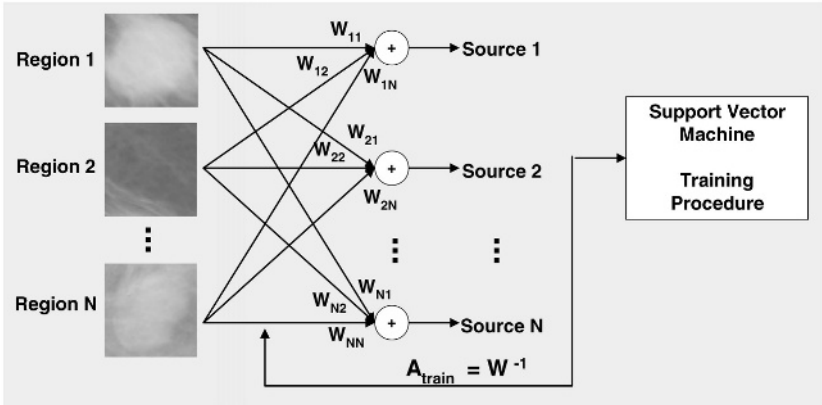 Region 1
W11
W12
W1N
+
Source 1
Region 2
W21
W22
W2N
+
Source 2
Region N
WN1
WN2
WNN
+
Source N
Support Vector
Machine
Training
Procedure
Atrain = W -1